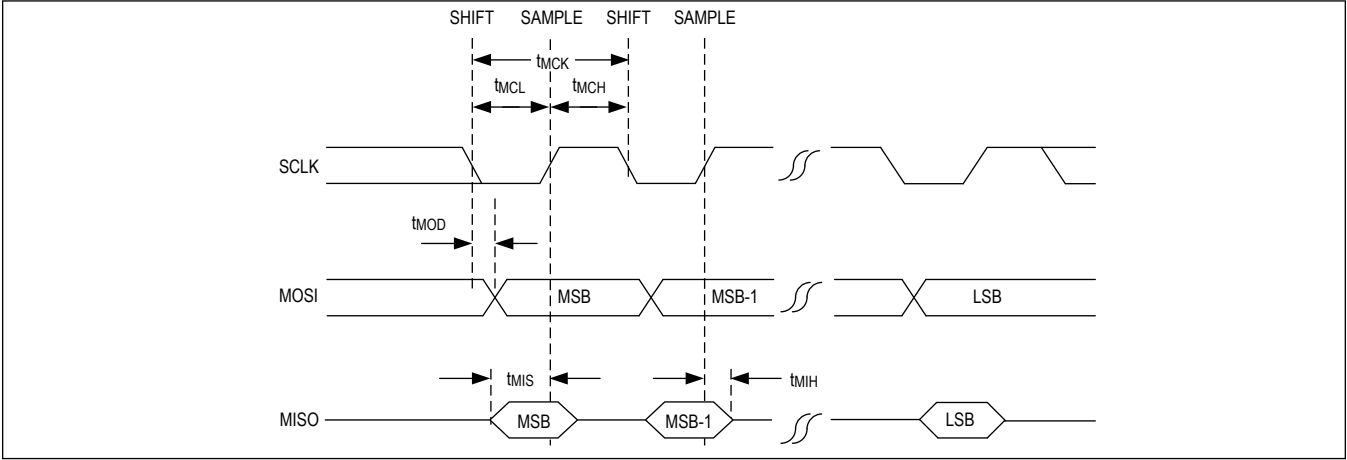 SHIFT SAMPLE SHIFT SAMPLE
tMCK
tMCL tMCH
SCLK
tMOD
MOSI MSB MSB-1 LSB
tMIS tMIH
MISO MSB MSB-1 LSB